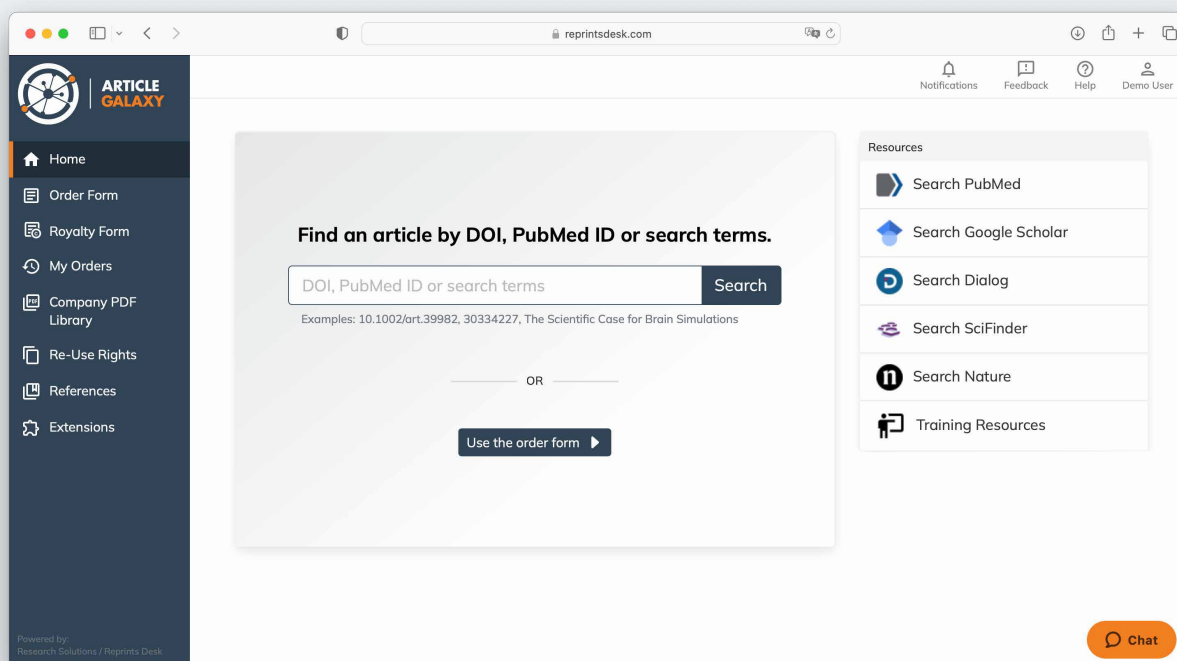 reprintsdesk.com
ARTICLE
GALAXY
Notifications
Feedback
Help
Demo User
Home
Order Form
Royalty Form
My Orders
PDF
Company PDF
Library
Re-Use Rights
References
Extensions
Find an article by DOI, PubMed ID or search terms.
DOI, PubMed ID or search terms
Search
Examples: 10.1002/art.39982, 30334227, The Scientific Case for Brain Simulations
OR
Use the order form
Resources
Search PubMed
Search Google Scholar
Search Dialog
Search SciFinder
n
Search Nature
Training Resources
Powered by:
Research Solutions / Reprints Desk
Chat